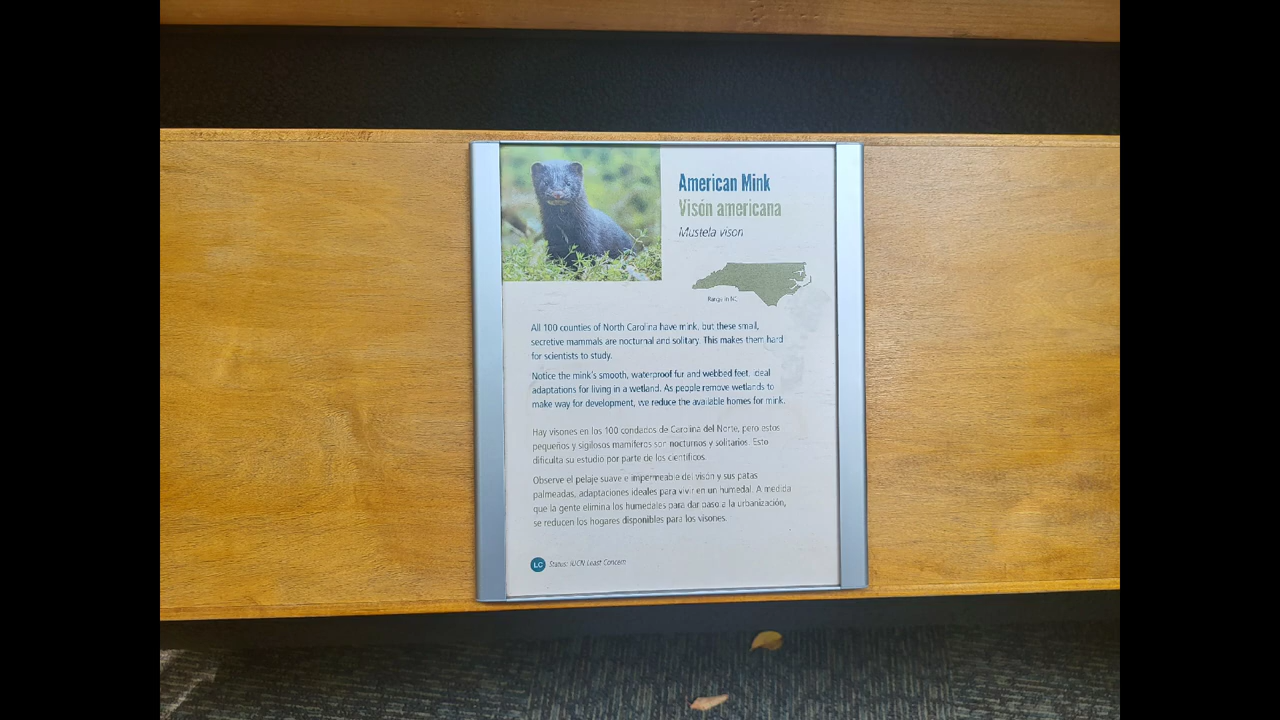 American Mink
Visón americana
Mustela vison
Range in NC
All 100 counties of North Carolina have mink, but these small,
secretive mammals are nocturnal and solitary. This makes them hard
for scientists to study.
Notice the mink's smooth, waterproof fur and webbed feet, ideal
adaptations for living in a wetland. As people remove wetlands to
make way for development, we reduce the available homes for mink.
Hay visones en los 100 condados de Carolina del Norte, pero estos
pequeños y sigilosos mamíferos son nocturnos y solitarios. Esto
dificulta su estudio por parte de los científicos.
Observe el pelaje suave e impermeable del visón y sus patas
palmeadas, adaptaciones ideales para vivir en un humedal. A medida
que la gente elimina los humedales para dar paso a la urbanización,
se reducen los hogares disponibles para los visones.
LC Status: IUCN Least Concern